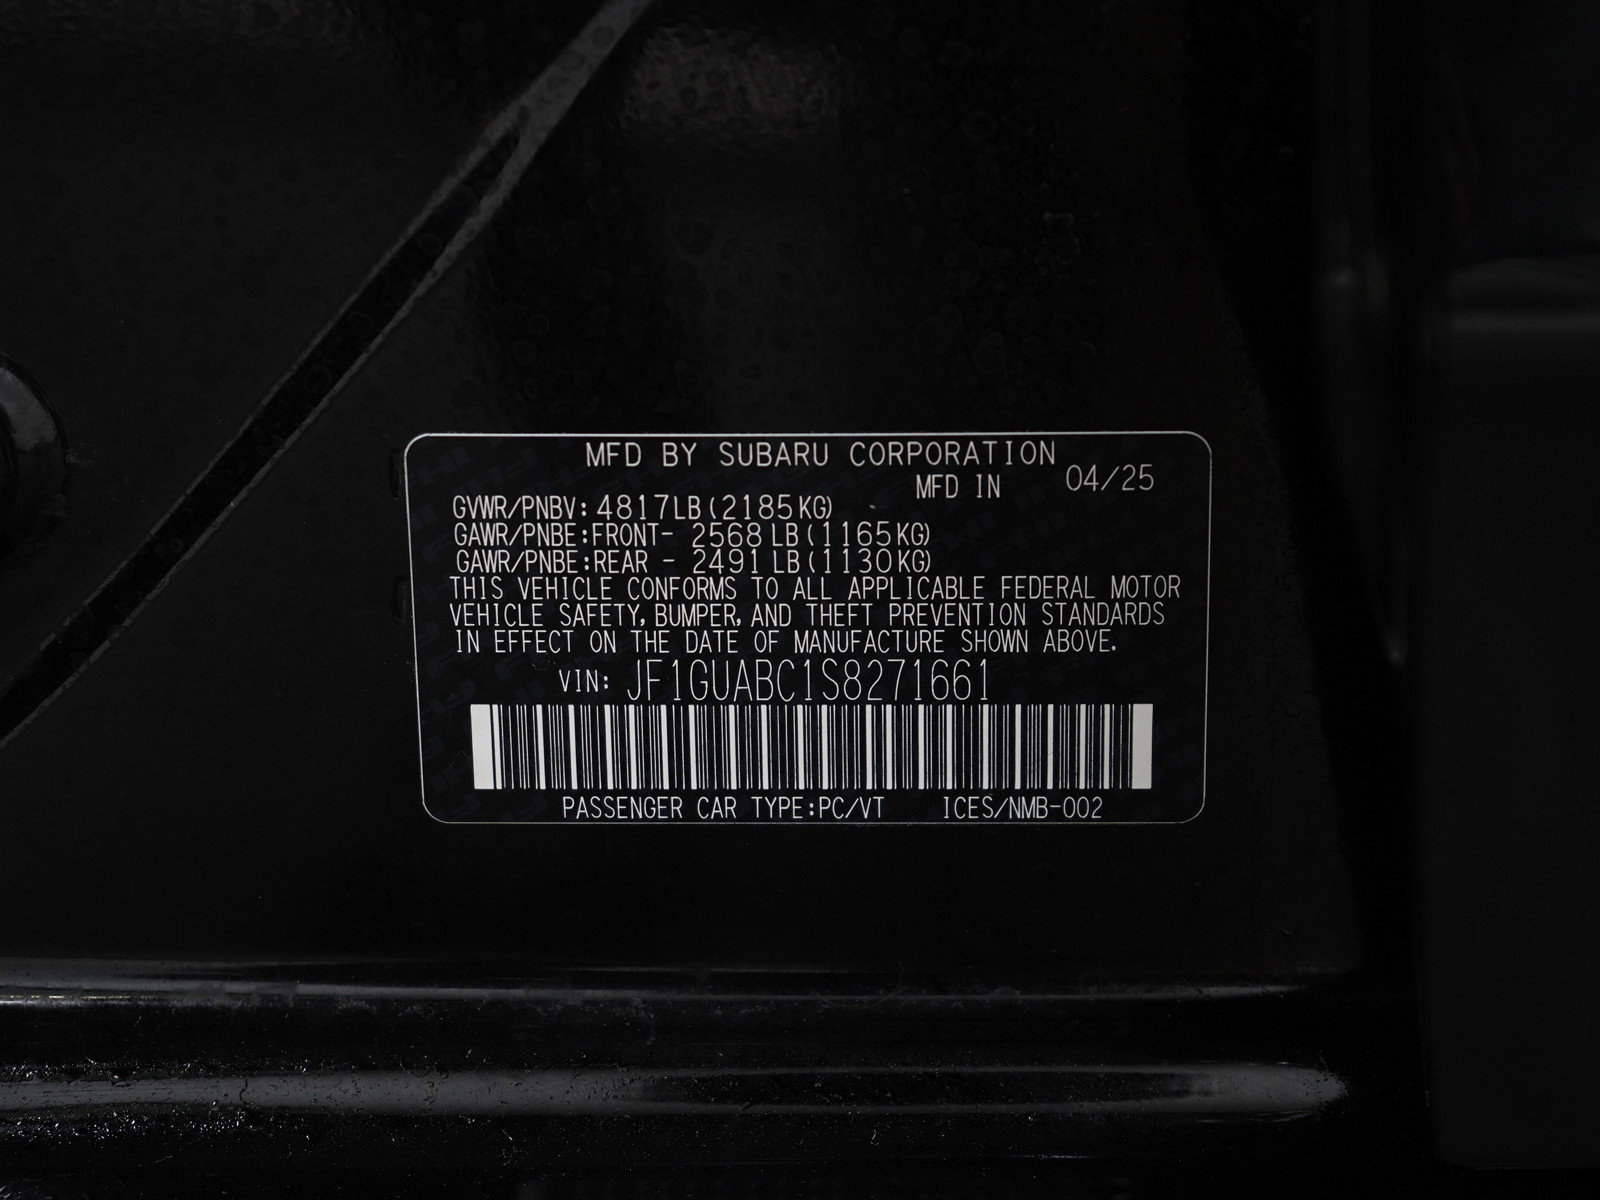 MFD BY SUBARU CORPORATION
MFD IN 04/25
GVWR/PNBV: 4817LB(2185KG)
GAWR/PNBE:FRONT- 2568LB(1165KG)
GAWR/PNBE:REAR - 2491LB(1130KG)
THIS VEHICLE CONFORMS TO ALL APPLICABLE FEDERAL MOTOR
VEHICLE SAFETY, BUMPER, AND THEFT PREVENTION STANDARDS
IN EFFECT ON THE DATE OF MANUFACTURE SHOWN ABOVE.
VIN: JF1GUABC1S8271661
PASSENGER CAR TYPE:PC/VT ICES/NMB-002